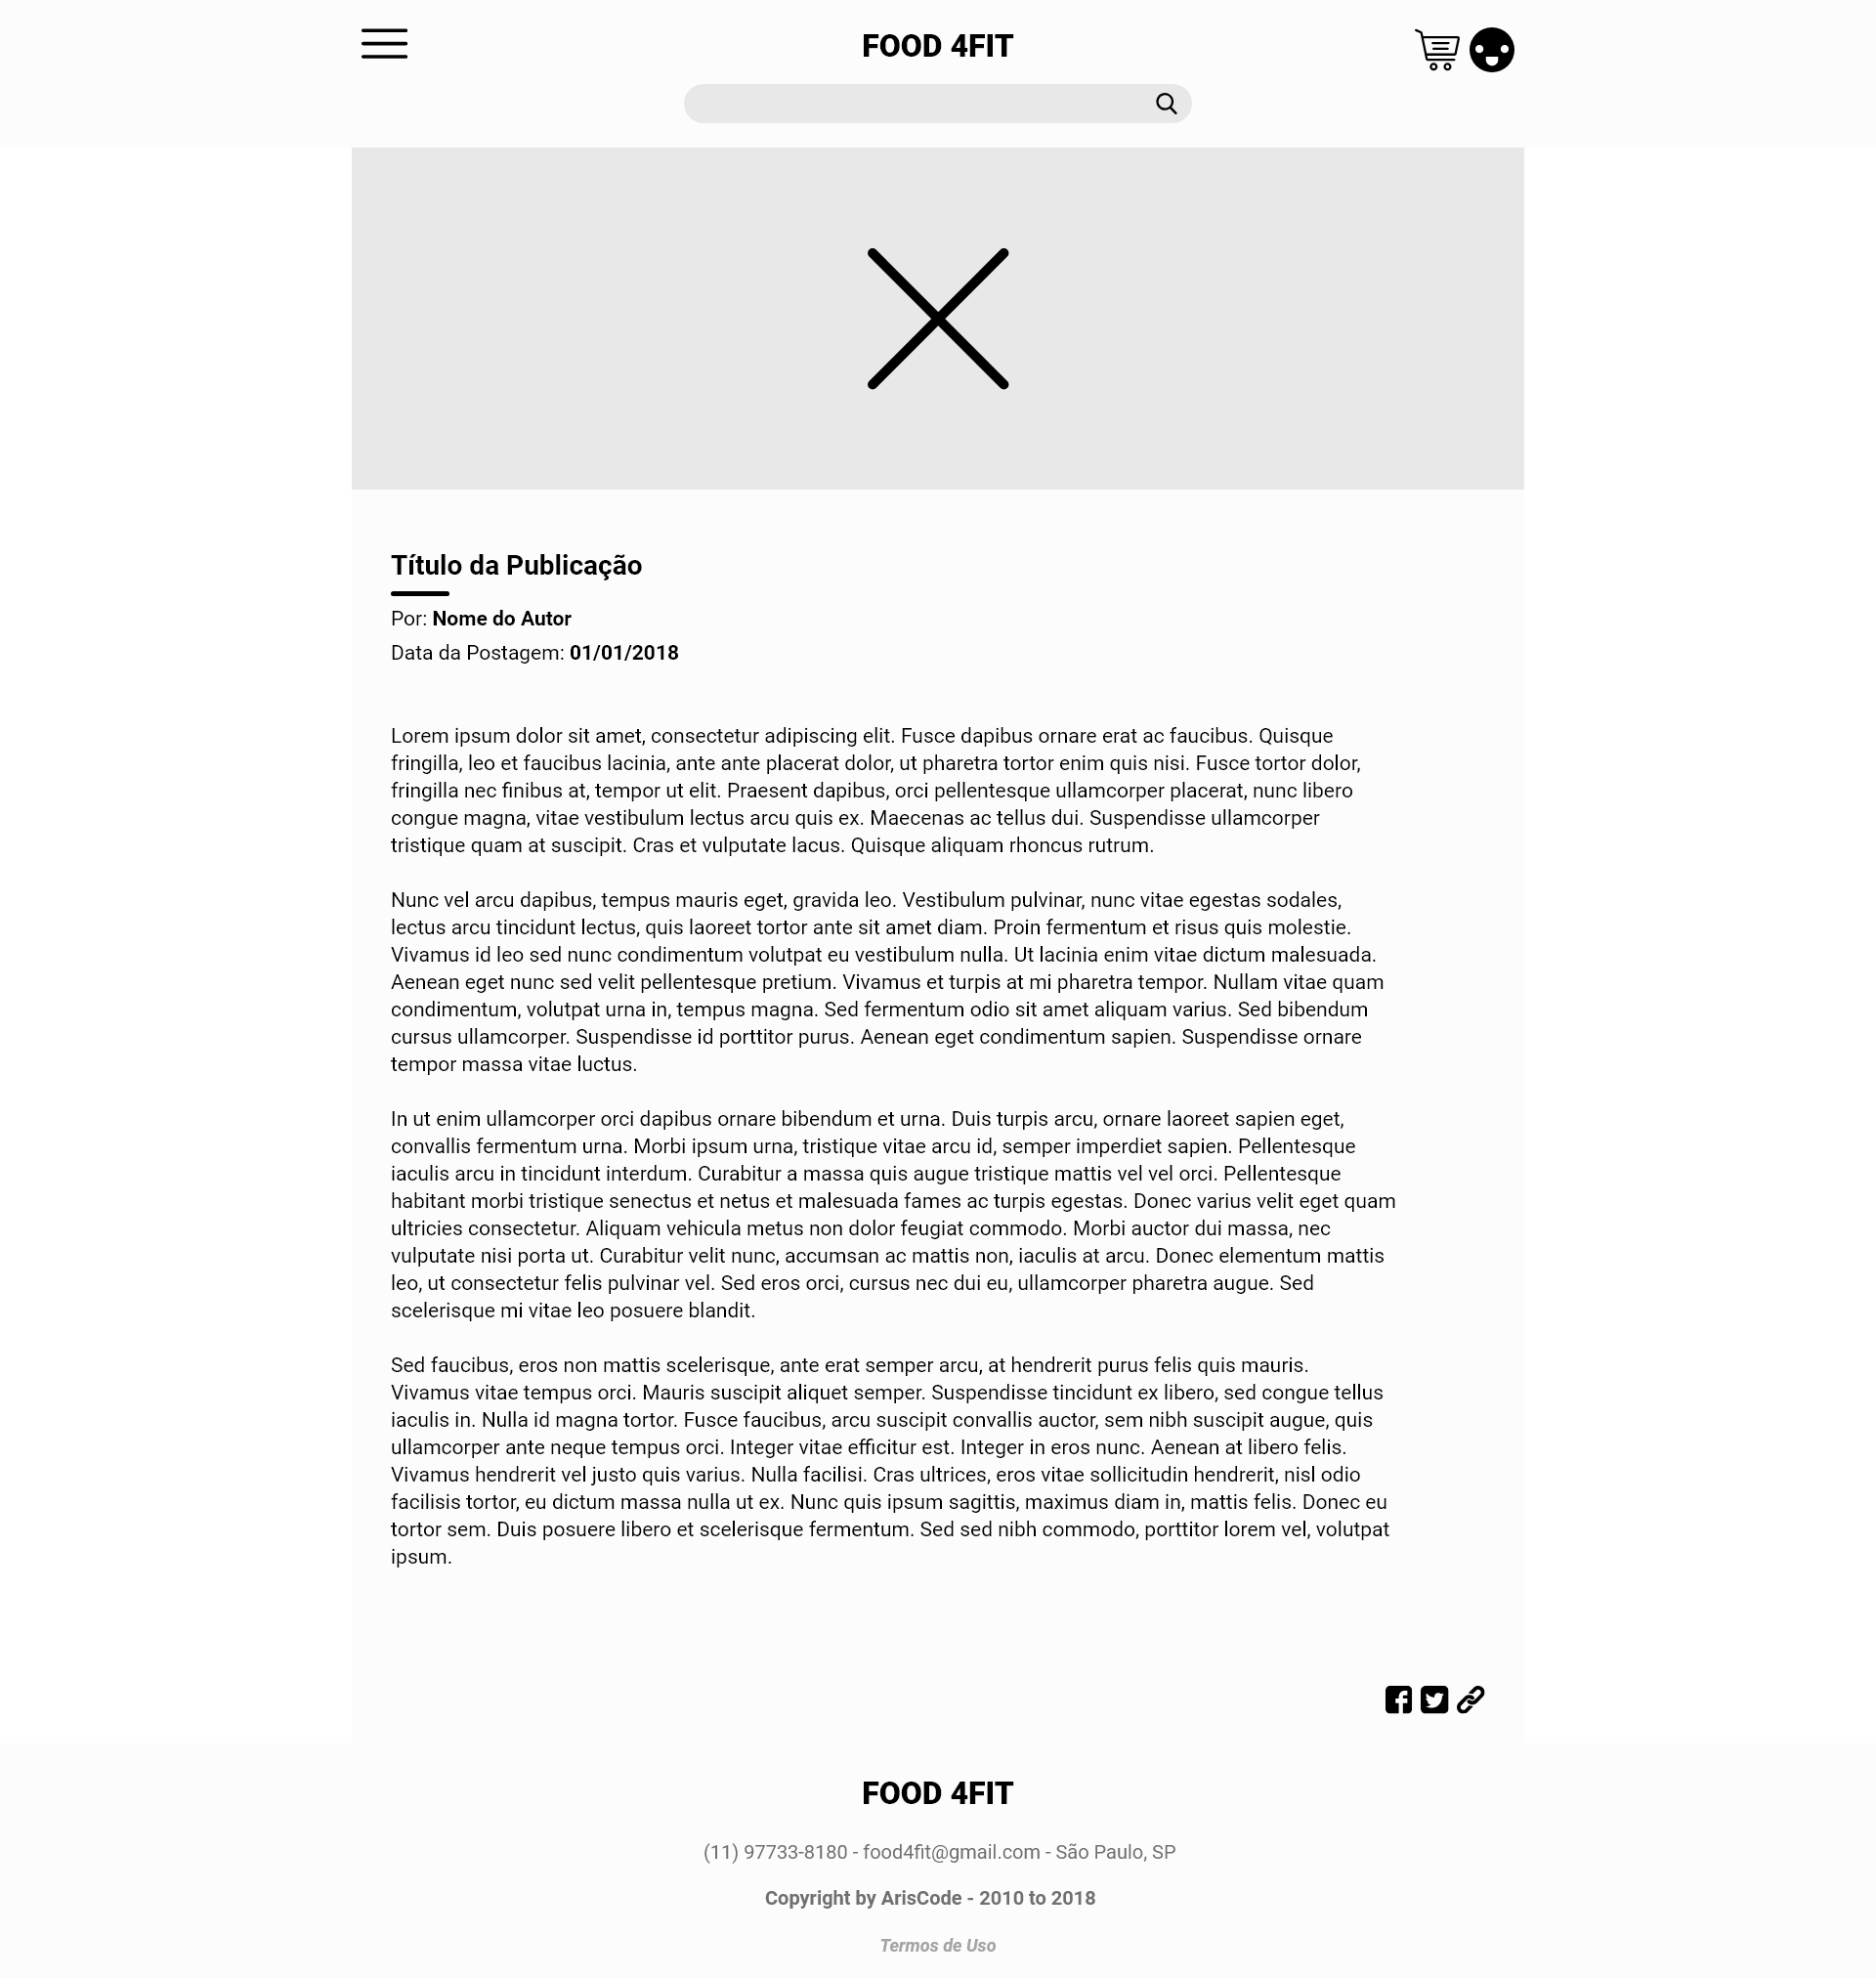 FOOD 4FIT
Título da Publicação
Por: Nome do Autor
Data da Postagem: 01/01/2018
Lorem ipsum dolor sit amet, consectetur adipiscing elit. Fusce dapibus ornare erat ac faucibus. Quisque
fringilla, leo et faucibus lacinia, ante ante placerat dolor, ut pharetra tortor enim quis nisi. Fusce tortor dolor,
fringilla nec finibus at, tempor ut elit. Praesent dapibus, orci pellentesque ullamcorper placerat, nunc libero
congue magna, vitae vestibulum lectus arcu quis ex. Maecenas ac tellus dui. Suspendisse ullamcorper
tristique quam at suscipit. Cras et vulputate lacus. Quisque aliquam rhoncus rutrum.
Nunc vel arcu dapibus, tempus mauris eget, gravida leo. Vestibulum pulvinar, nunc vitae egestas sodales,
lectus arcu tincidunt lectus, quis laoreet tortor ante sit amet diam. Proin fermentum et risus quis molestie.
Vivamus id leo sed nunc condimentum volutpat eu vestibulum nulla. Ut lacinia enim vitae dictum malesuada.
Aenean eget nunc sed velit pellentesque pretium. Vivamus et turpis at mi pharetra tempor. Nullam vitae quam
condimentum, volutpat urna in, tempus magna. Sed fermentum odio sit amet aliquam varius. Sed bibendum
cursus ullamcorper. Suspendisse id porttitor purus. Aenean eget condimentum sapien. Suspendisse ornare
tempor massa vitae luctus.
In ut enim ullamcorper orci dapibus ornare bibendum et urna. Duis turpis arcu, ornare laoreet sapien eget,
convallis fermentum urna. Morbi ipsum urna, tristique vitae arcu id, semper imperdiet sapien. Pellentesque
iaculis arcu in tincidunt interdum. Curabitur a massa quis augue tristique mattis vel vel orci. Pellentesque
habitant morbi tristique senectus et netus et malesuada fames ac turpis egestas. Donec varius velit eget quam
ultricies consectetur. Aliquam vehicula metus non dolor feugiat commodo. Morbi auctor dui massa, nec
vulputate nisi porta ut. Curabitur velit nunc, accumsan ac mattis non, iaculis at arcu. Donec elementum mattis
leo, ut consectetur felis pulvinar vel. Sed eros orci, cursus nec dui eu, ullamcorper pharetra augue. Sed
scelerisque mi vitae leo posuere blandit.
Sed faucibus, eros non mattis scelerisque, ante erat semper arcu, at hendrerit purus felis quis mauris.
Vivamus vitae tempus orci. Mauris suscipit aliquet semper. Suspendisse tincidunt ex libero, sed congue tellus
iaculis in. Nulla id magna tortor. Fusce faucibus, arcu suscipit convallis auctor, sem nibh suscipit augue, quis
ullamcorper ante neque tempus orci. Integer vitae efficitur est. Integer in eros nunc. Aenean at libero felis.
Vivamus hendrerit vel justo quis varius. Nulla facilisi. Cras ultrices, eros vitae sollicitudin hendrerit, nisl odio
facilisis tortor, eu dictum massa nulla ut ex. Nunc quis ipsum sagittis, maximus diam in, mattis felis. Donec eu
tortor sem. Duis posuere libero et scelerisque fermentum. Sed sed nibh commodo, porttitor lorem vel, volutpat
ipsum.
FOOD 4FIT
(11) 97733-8180 - food4fit@gmail.com - São Paulo, SP
Copyright by ArisCode - 2010 to 2018
Termos de Uso